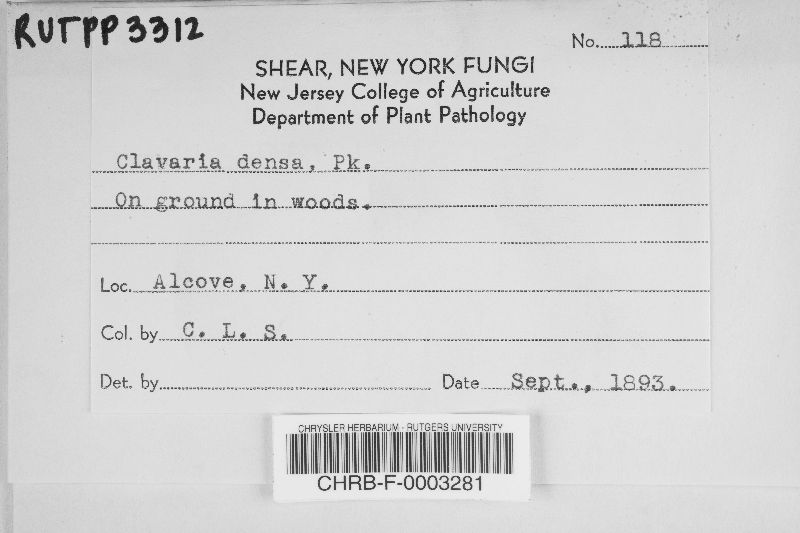 RUTPP3312
No. 118
SHEAR, NEW YORK FUNGI
New Jersey College of Agriculture
Department of Plant Pathology
Clavaria densa, Pk.
On ground in woods.
Loc. Alcove, N. Y.
Col. by C. L. S.
Det. by
Date Sept., 1893.
CHRYSLER HERBARIUM - RUTGERS UNIVERSITY
CHRB-F-0003281